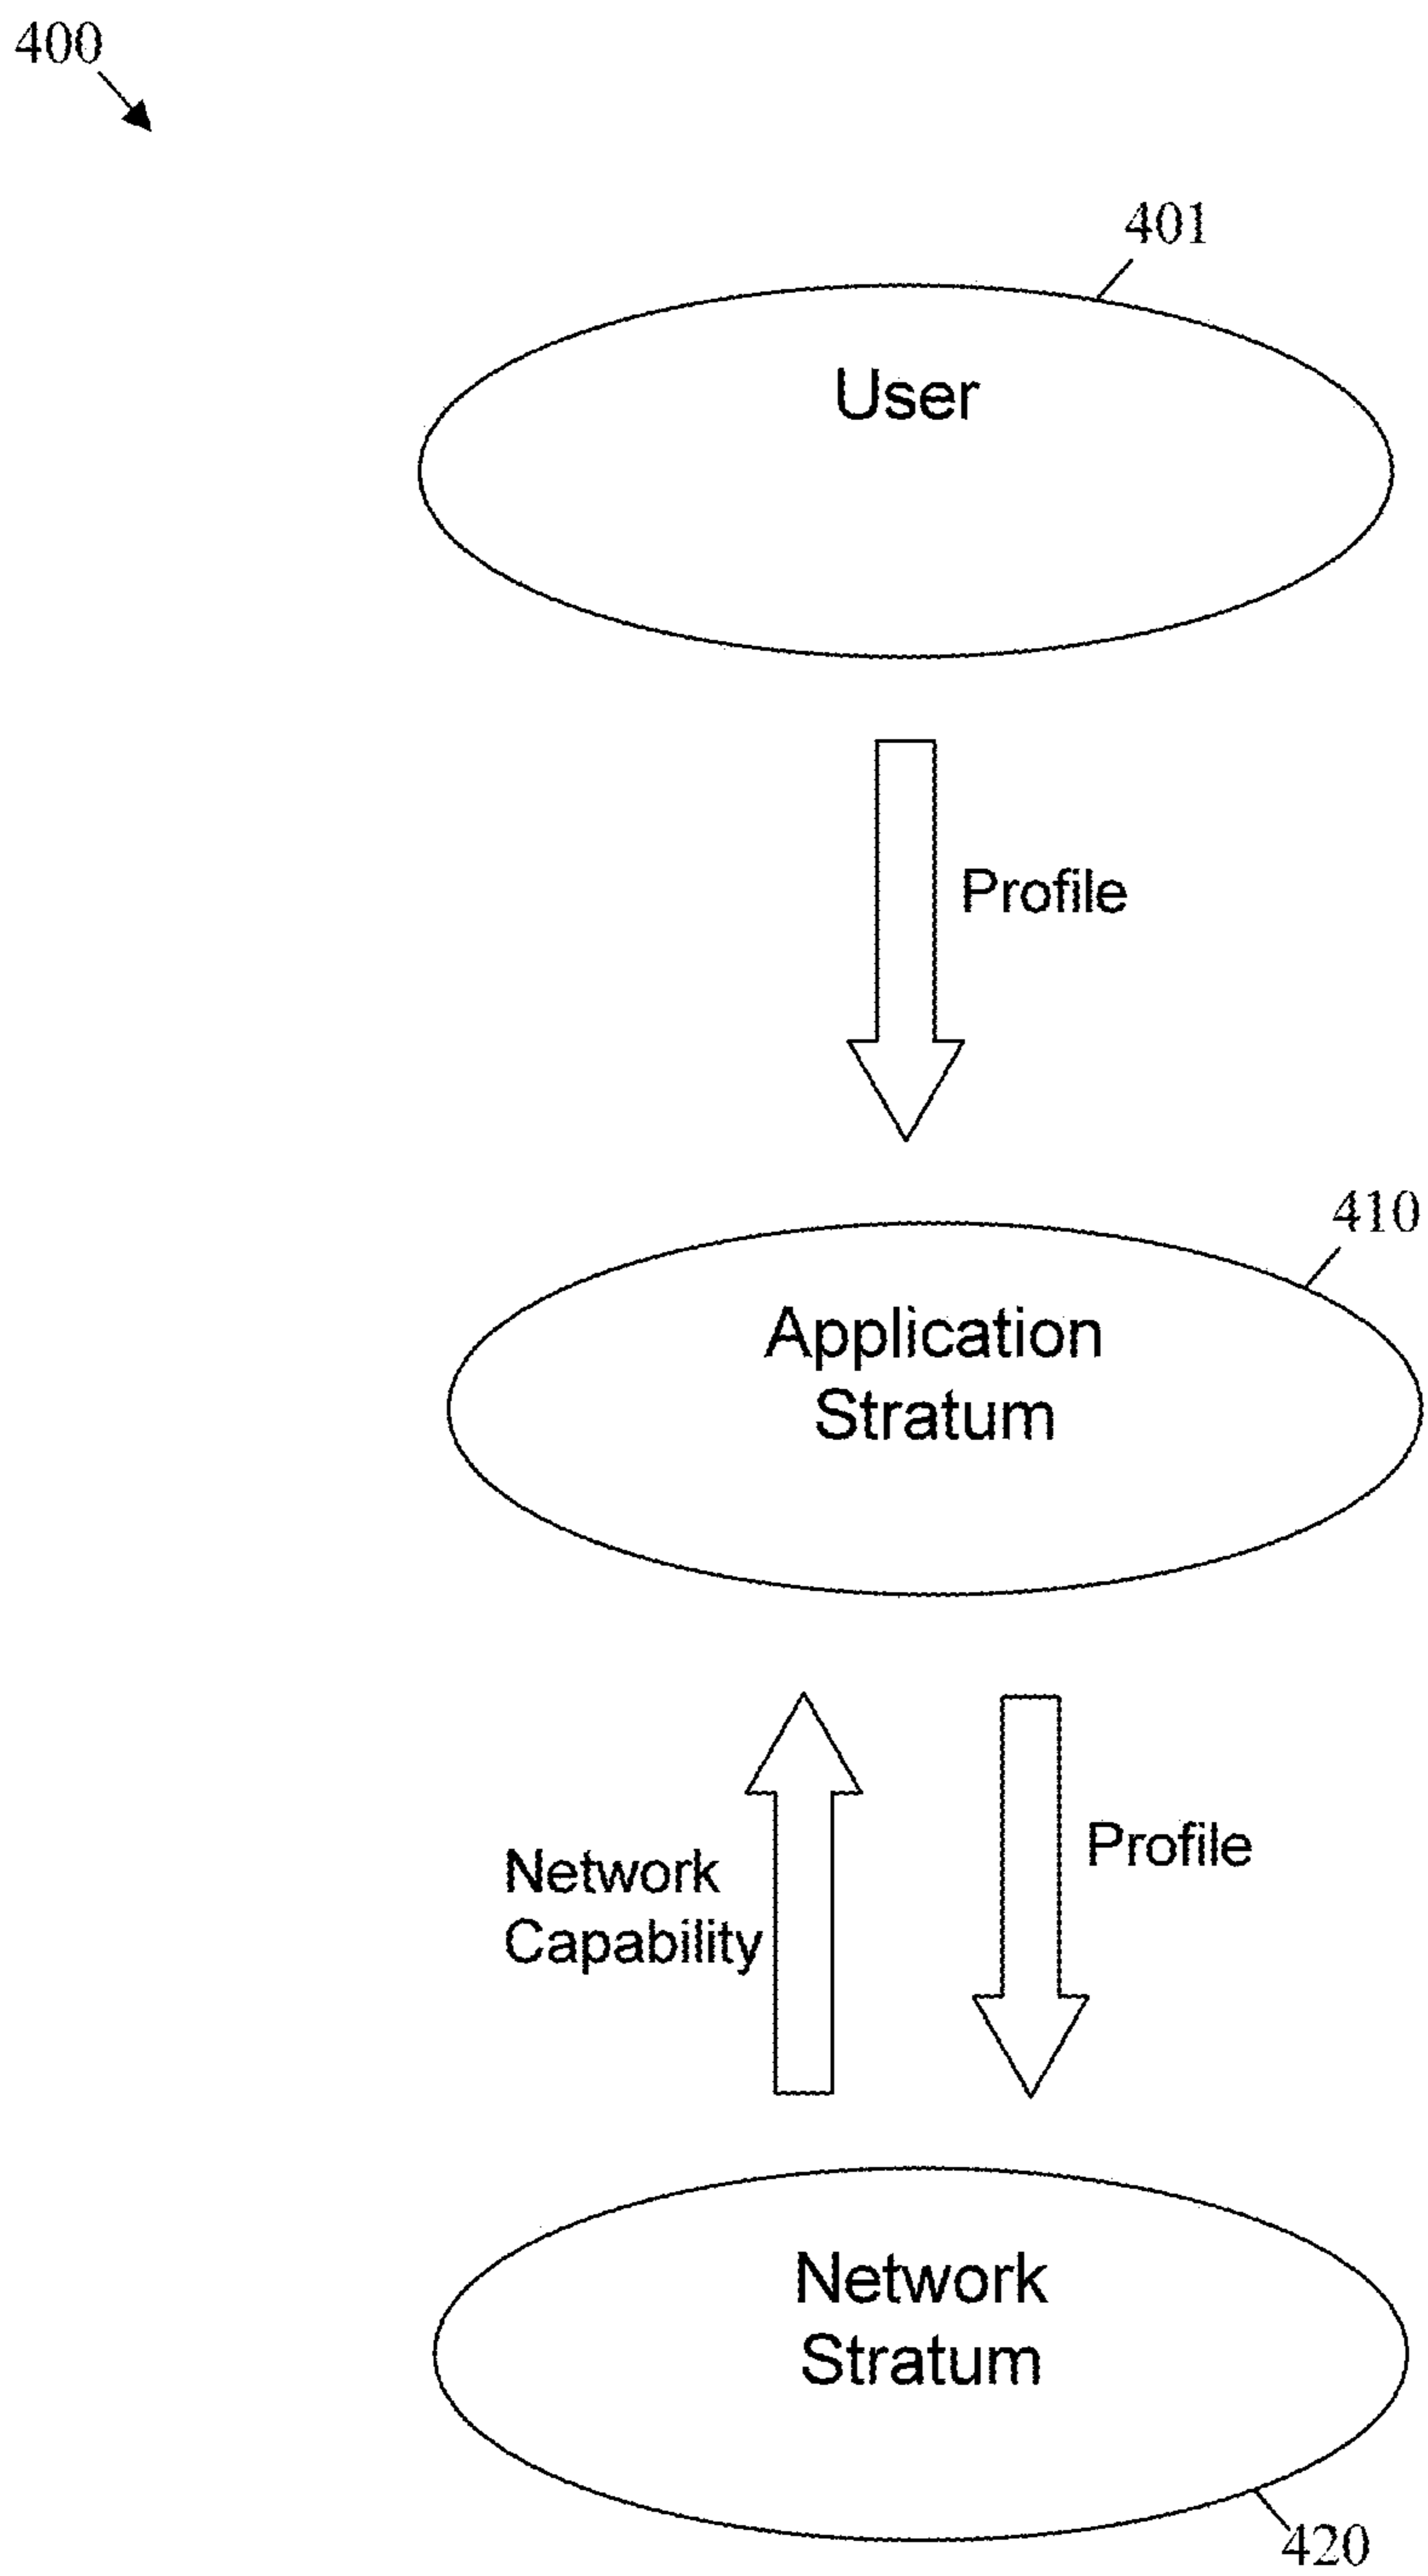 400
401
User
Profile
410
Application
Stratum
Network
Capability
Profile
Network
Stratum
420